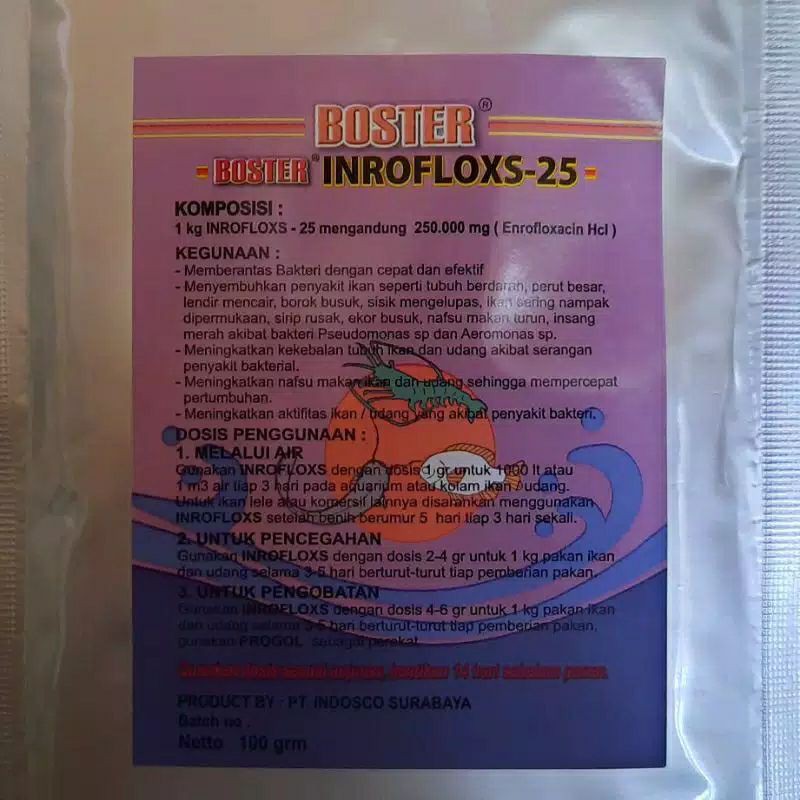 BOSTER®
- BOSTER® INROFLOXS-25 -
KOMPOSISI :
1 kg INROFLOXS - 25 mengandung 250.000 mg ( Enrofloxacin Hcl )
KEGUNAAN :
- Memberantas Bakteri dengan cepat dan efektif
- Menyembuhkan penyakit ikan seperti tubuh berdarah, perut besar,
lendir mencair, borok busuk, sisik mengelupas, ikan sering nampak
dipermukaan, sirip rusak, ekor busuk, nafsu makan turun, insang
merah akibat bakteri Pseudomonas sp dan Aeromonas sp.
- Meningkatkan kekebalan tubuh ikan dan udang akibat serangan
penyakit bakterial.
- Meningkatkan nafsu makan ikan dan udang sehingga mempercepat
pertumbuhan.
- Meningkatkan aktifitas ikan / udang yang akibat penyakit bakteri.
DOSIS PENGGUNAAN :
1. MELALUI AIR
Gunakan INROFLOXS dengan dosis 1 gr untuk 1000 lt atau
1 m3 air tiap 3 hari pada aquarium atau kolam ikan / udang.
Untuk ikan lele atau komersil lainnya disarankan menggunakan
INROFLOXS setelah benih berumur 5 hari tiap 3 hari sekali.
2. UNTUK PENCEGAHAN
Gunakan INROFLOXS dengan dosis 2-4 gr untuk 1 kg pakan ikan
dan udang selama 3-5 hari berturut-turut tiap pemberian pakan.
3. UNTUK PENGOBATAN
Gunakan INROFLOXS dengan dosis 4-6 gr untuk 1 kg pakan ikan
dan udang selama 3-5 hari berturut-turut tiap pemberian pakan,
gunakan PROGOL sebagai perekat.
Gunakan dosis sesuai anjuran, hentikan 14 hari sebelum panen.
PRODUCT BY : PT. INDOSCO SURABAYA
Batch no .
Netto 100 grm